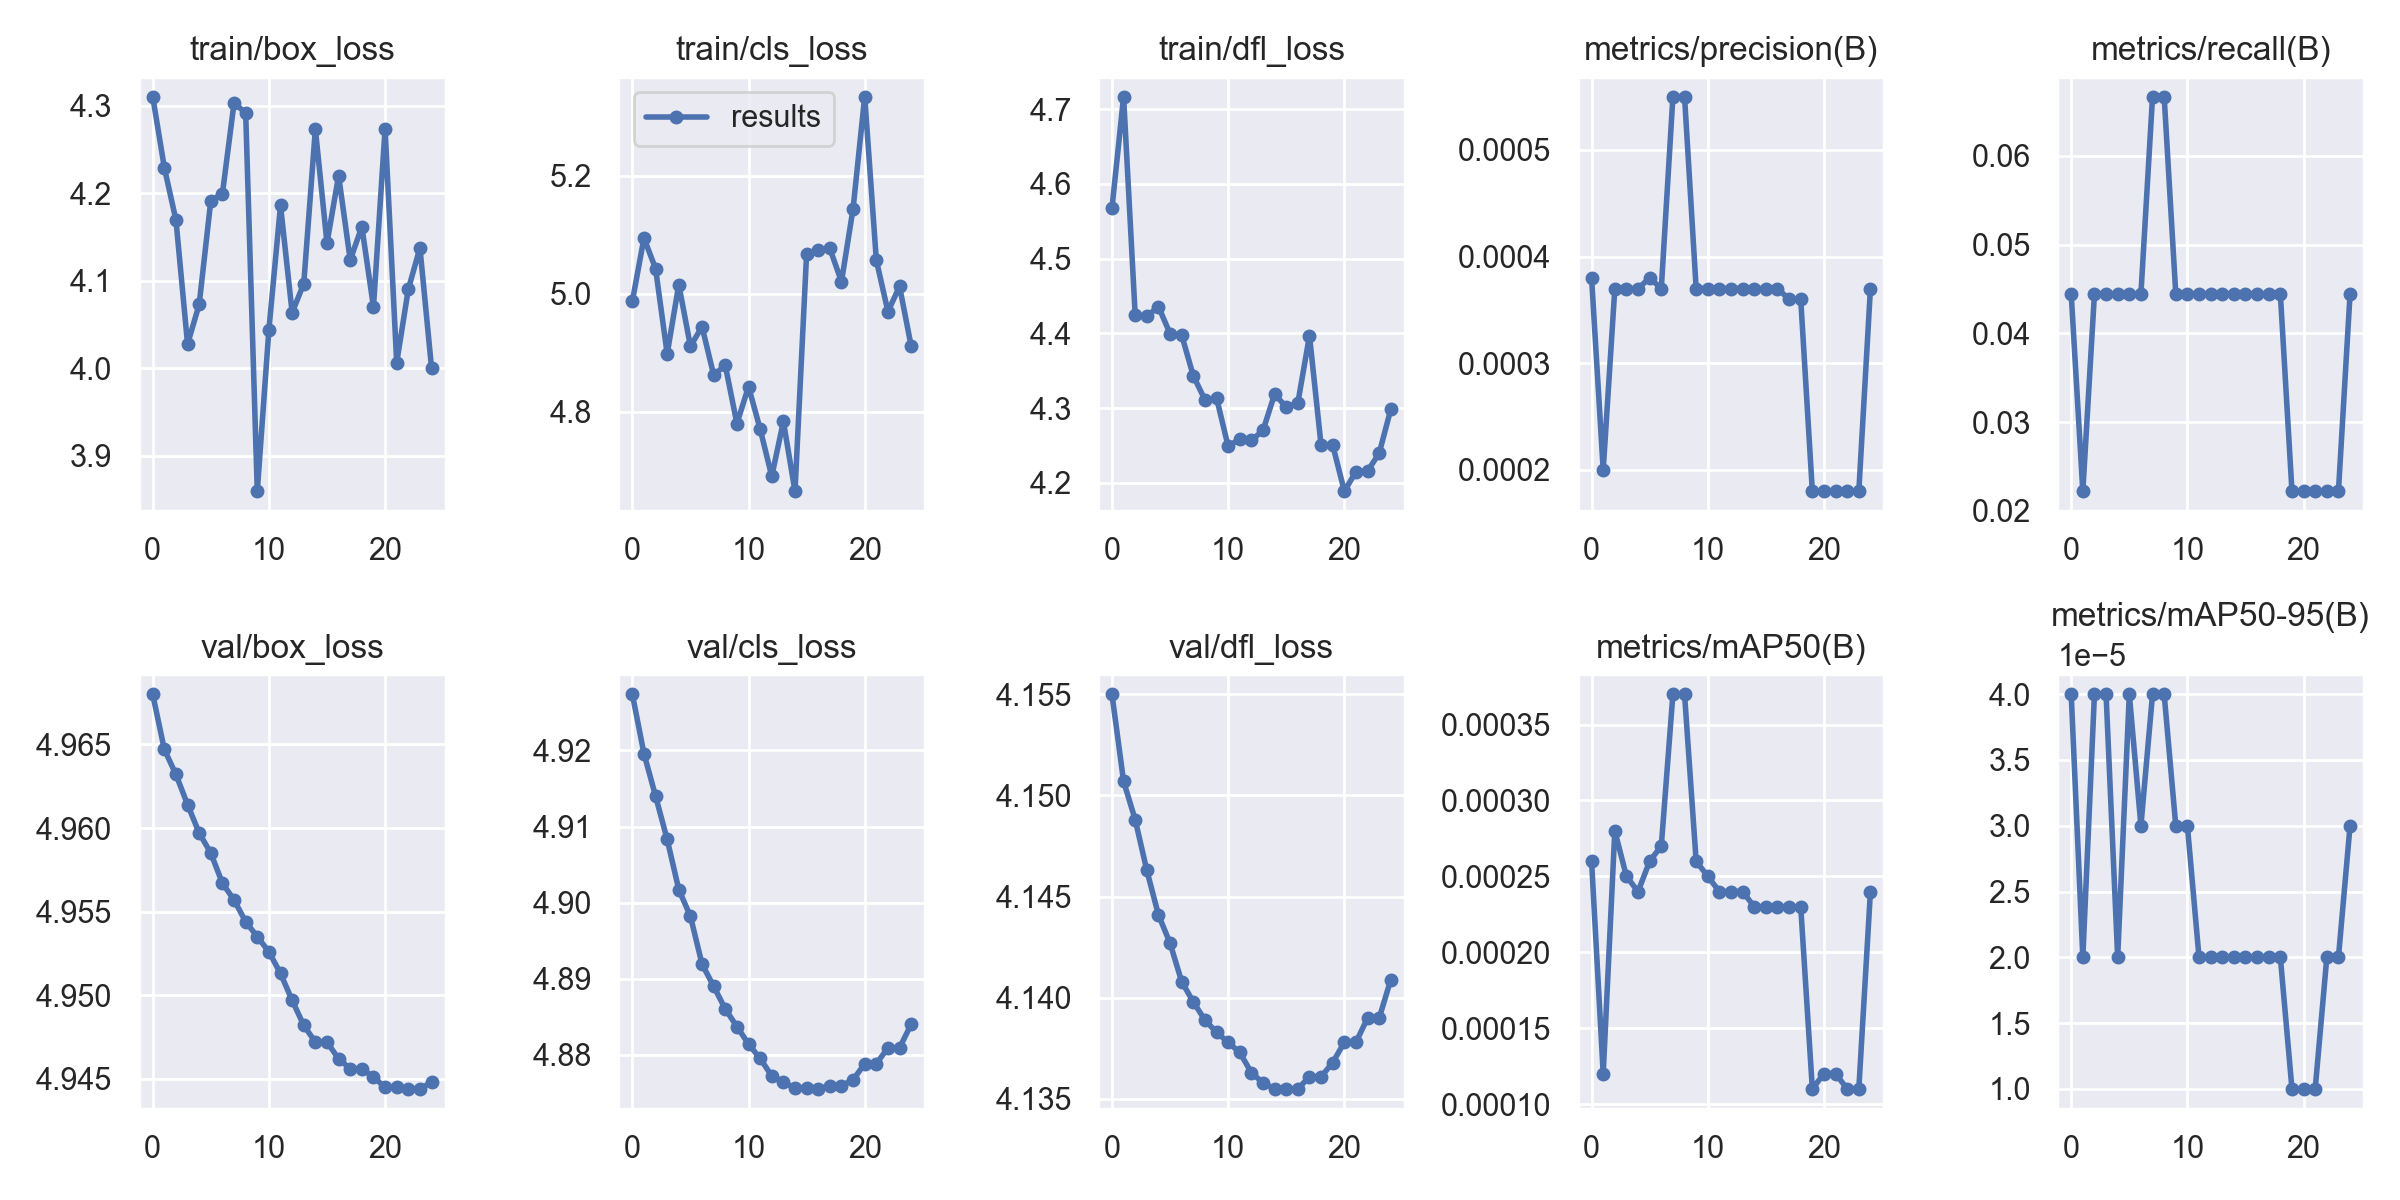 train/box_loss
4.3
4.2
4.1
4.0
3.9
0 10 20
train/cls_loss
results
5.2
5.0
4.8
0 10 20
train/dfl_loss
4.7
4.6
4.5
4.4
4.3
4.2
0 10 20
metrics/precision(B)
0.0005
0.0004
0.0003
0.0002
0 10 20
metrics/recall(B)
0.06
0.05
0.04
0.03
0.02
0 10 20
val/box_loss
4.965
4.960
4.955
4.950
4.945
0 10 20
val/cls_loss
4.92
4.91
4.90
4.89
4.88
0 10 20
val/dfl_loss
4.155
4.150
4.145
4.140
4.135
0 10 20
metrics/mAP50(B)
0.00035
0.00030
0.00025
0.00020
0.00015
0.00010
0 10 20
metrics/mAP50-95(B)
1e−5
4.0
3.5
3.0
2.5
2.0
1.5
1.0
0 10 20